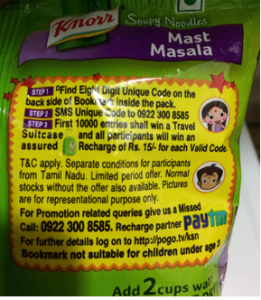 Knorr
Soupy Noodles
Mast
Masala
STEP 1 Find Eight Digit Unique Code on the
back side of Bookmark inside the pack.
STEP 2 SMS Unique Code to 0922 300 8585
STEP 3 First 10000 entries shall win a Travel
Suitcase and all participants will win an
assured Recharge of Rs. 15/- for each Valid Code.
T&C apply. Separate conditions for participants
from Tamil Nadu. Limited period offer. Normal
stocks without the offer also available. Pictures
are for representational purpose only.
For Promotion related queries give us a Missed
Call: 0922 300 8585. Recharge partner Paytm
For further details log on to http://pogo.tv/ksn
Bookmark not suitable for children under age 3
Add 2 cups